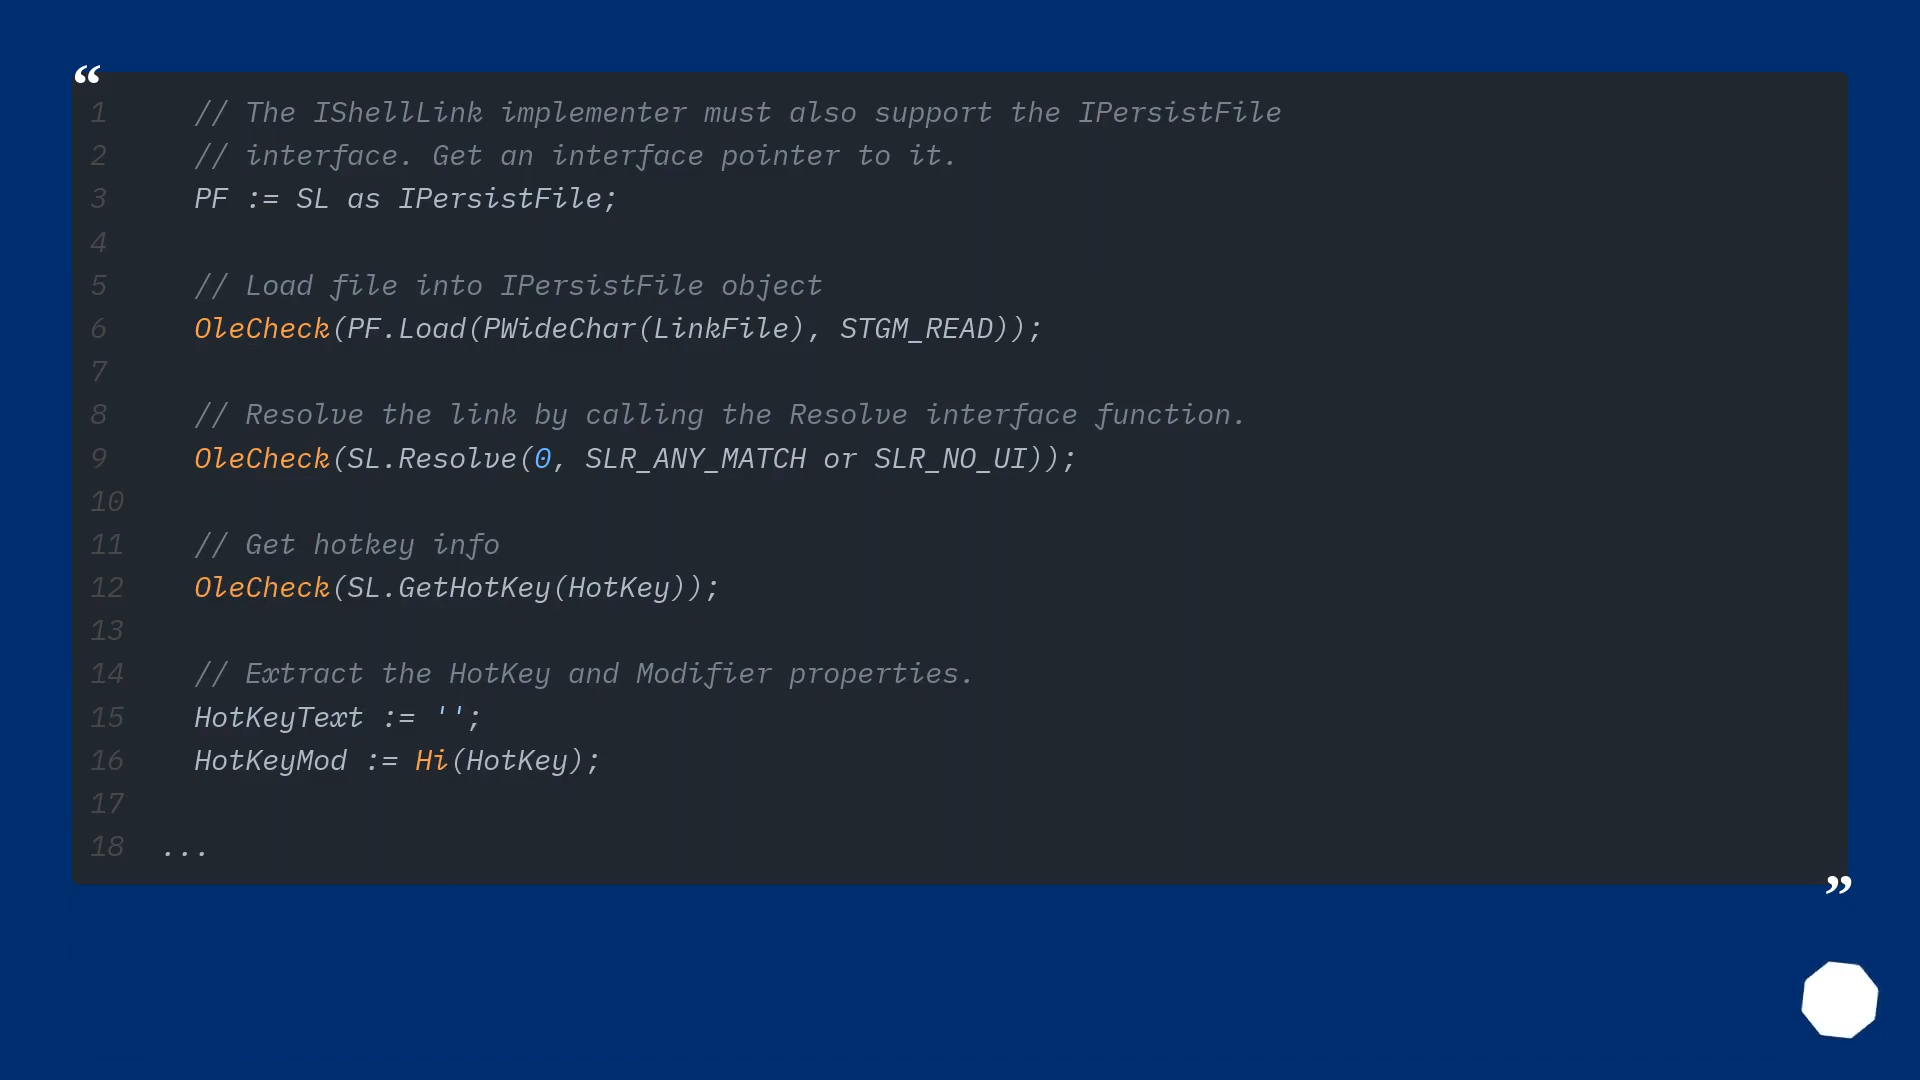 “
1 // The IShellLink implementer must also support the IPersistFile
2 // interface. Get an interface pointer to it.
3 PF := SL as IPersistFile;
4
5 // Load file into IPersistFile object
6 OleCheck(PF.Load(PWideChar(LinkFile), STGM_READ));
7
8 // Resolve the link by calling the Resolve interface function.
9 OleCheck(SL.Resolve(0, SLR_ANY_MATCH or SLR_NO_UI));
10
11 // Get hotkey info
12 OleCheck(SL.GetHotKey(HotKey));
13
14 // Extract the HotKey and Modifier properties.
15 HotKeyText := '';
16 HotKeyMod := Hi(HotKey);
17
18 ...
”